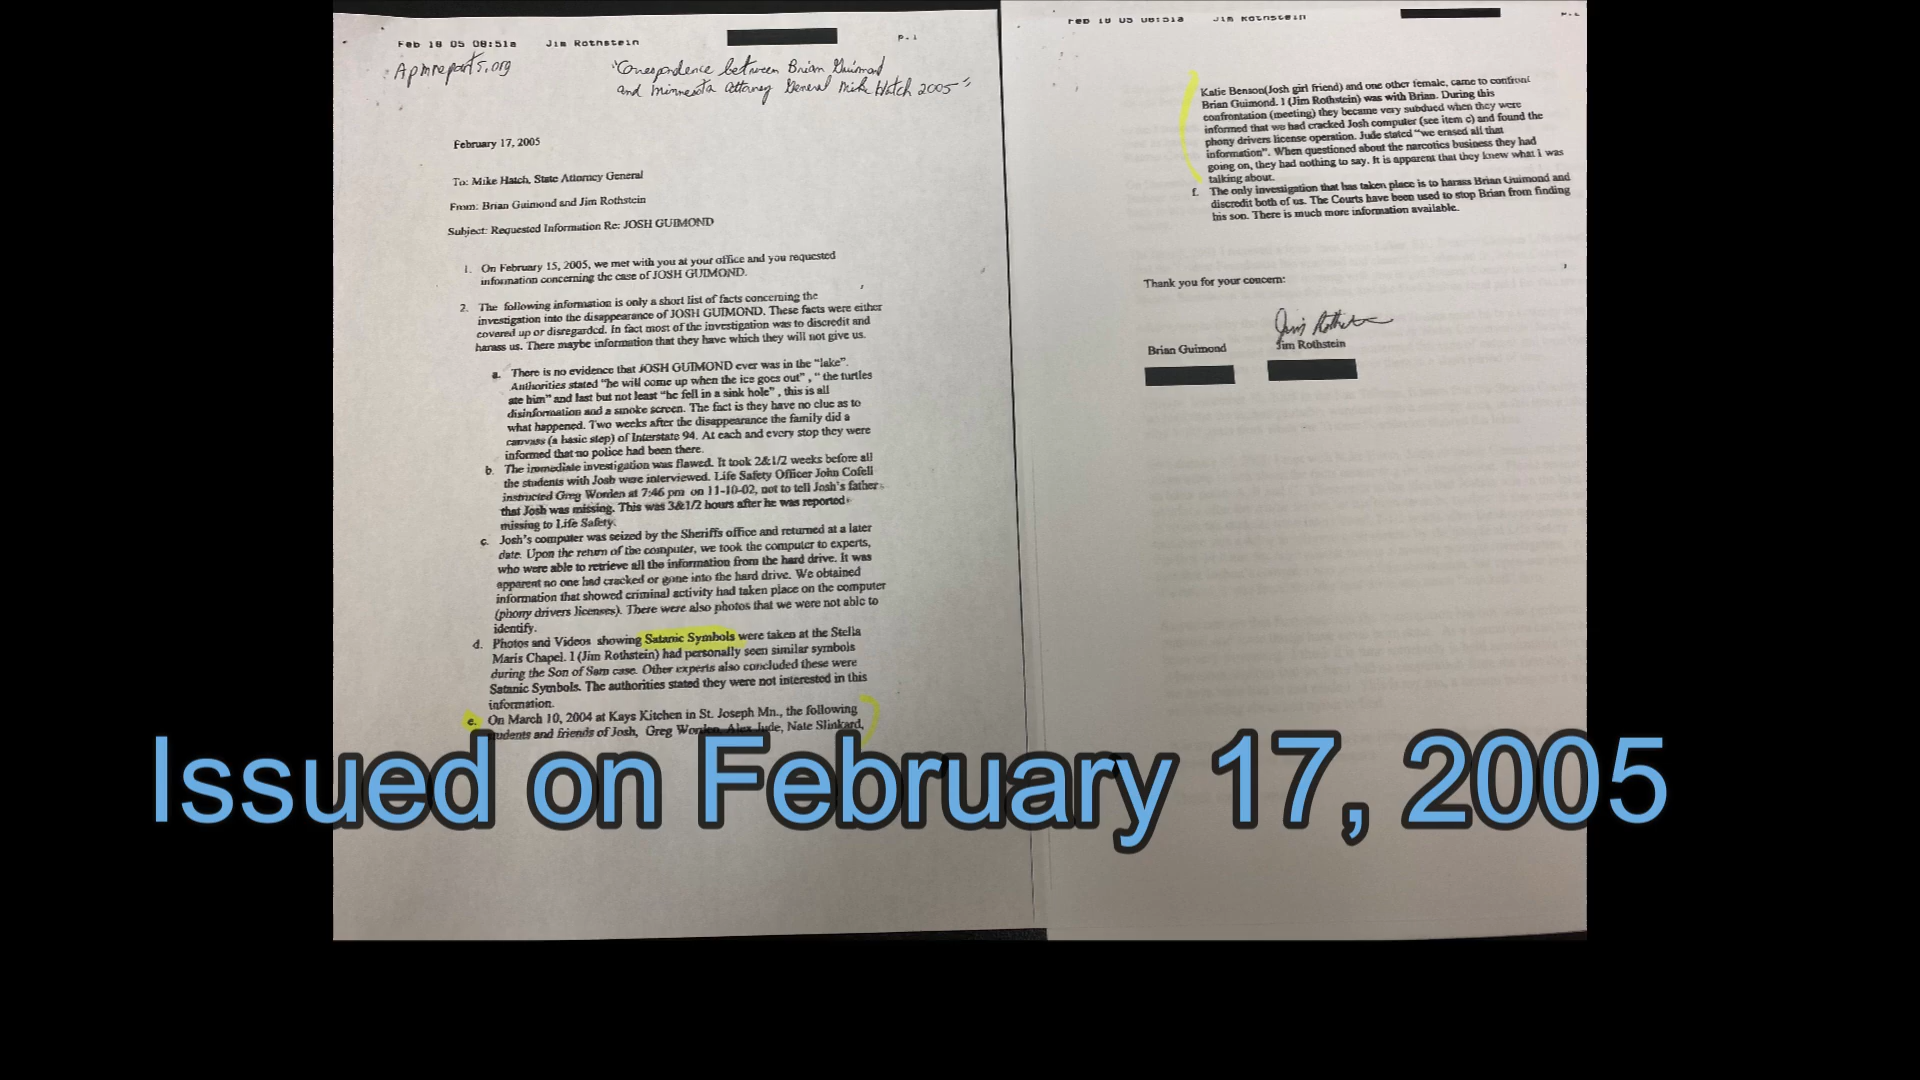 Feb 18 05 08:51a Jim Rothstein p.1
Apmreports.org
"Correspondence between Brian Guimond
and Minnesota Attorney General Mike Hatch 2005"
February 17, 2005
To: Mike Hatch, State Attorney General
From: Brian Guimond and Jim Rothstein
Subject: Requested Information Re: JOSH GUIMOND
1. On February 15, 2005, we met with you at your office and you requested
information concerning the case of JOSH GUIMOND.
2. The following information is only a short list of facts concerning the
investigation into the disappearance of JOSH GUIMOND. These facts were either
covered up or disregarded. In fact most of the investigation was to discredit and
harass us. There maybe information that they have which they will not give us.
a. There is no evidence that JOSH GUIMOND ever was in the "lake".
Authorities stated "he will come up when the ice goes out", " the turtles
ate him" and last but not least "he fell in a sink hole" , this is all
disinformation and a smoke screen. The fact is they have no clue as to
what happened. Two weeks after the disappearance the family did a
canvass (a basic step) of Interstate 94. At each and every stop they were
informed that no police had been there.
b. The immediate investigation was flawed. It took 2&1/2 weeks before all
the students with Josh were interviewed. Life Safety Officer John Cofell
instructed Greg Worden at 7:46 pm on 11-10-02, not to tell Josh's father
that Josh was missing. This was 3&1/2 hours after he was reported
missing to Life Safety.
c. Josh's computer was seized by the Sheriffs office and returned at a later
date. Upon the return of the computer, we took the computer to experts,
who were able to retrieve all the information from the hard drive. It was
apparent no one had cracked or gone into the hard drive. We obtained
information that showed criminal activity had taken place on the computer
(phony drivers licenses). There were also photos that we were not able to
identify.
d. Photos and Videos showing Satanic Symbols were taken at the Stella
Maris Chapel. I (Jim Rothstein) had personally seen similar symbols
during the Son of Sam case. Other experts also concluded these were
Satanic Symbols. The authorities stated they were not interested in this
information.
e. On March 10, 2004 at Kays Kitchen in St. Joseph Mn., the following
students and friends of Josh, Greg Worden, Alex Jude, Nate Slinkard,
Feb 18 05 08:51a Jim Rothstein p.2
Katie Benson(Josh girl friend) and one other female, came to confront
Brian Guimond. I (Jim Rothstein) was with Brian. During this
confrontation (meeting) they became very subdued when they were
informed that we had cracked Josh computer (see item c) and found the
phony drivers license operation. Jude stated "we erased all that
information". When questioned about the narcotics business they had
going on, they had nothing to say. It is apparent that they knew what I was
talking about.
f. The only investigation that has taken place is to harass Brian Guimond and
discredit both of us. The Courts have been used to stop Brian from finding
his son. There is much more information available.
Thank you for your concern:
Jim Rothstein
Brian Guimond Jim Rothstein
Issued on February 17, 2005